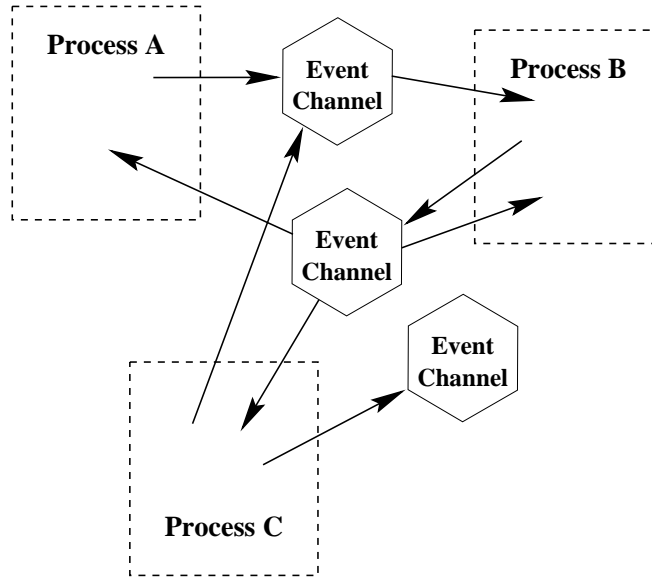 Process A
Event
Channel
Process B
Event
Channel
Event
Channel
Process C